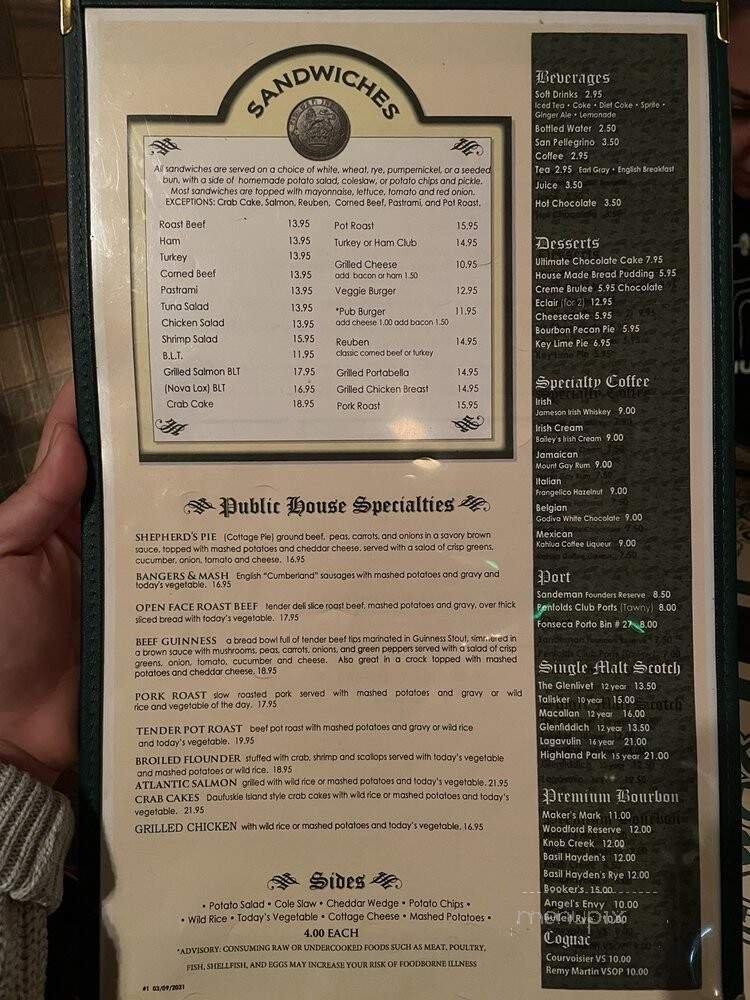 SANDWICHES
All sandwiches are served on a choice of white, wheat, rye, pumpernickel, or a seeded
bun, with a side of homemade potato salad, coleslaw, or potato chips and pickle.
Most sandwiches are topped with mayonnaise, lettuce, tomato and red onion.
EXCEPTIONS: Crab Cake, Salmon, Reuben, Corned Beef, Pastrami, and Pot Roast.
Roast Beef 13.95
Ham 13.95
Turkey 13.95
Corned Beef 13.95
Pastrami 13.95
Tuna Salad 13.95
Chicken Salad 13.95
Shrimp Salad 15.95
B.L.T. 11.95
Grilled Salmon BLT 17.95
(Nova Lox) BLT 16.95
Crab Cake 18.95
Pot Roast 15.95
Turkey or Ham Club 14.95
Grilled Cheese 10.95
add bacon or ham 1.50
Veggie Burger 12.95
*Pub Burger 11.95
add cheese 1.00 add bacon 1.50
Reuben 14.95
classic corned beef or turkey
Grilled Portabella 14.95
Grilled Chicken Breast 14.95
Pork Roast 15.95
Public House Specialties
SHEPHERD'S PIE (Cottage Pie) ground beef, peas, carrots, and onions in a savory brown
sauce, topped with mashed potatoes and cheddar cheese. served with a salad of crisp greens,
cucumber, onion, tomato and cheese. 16.95
BANGERS & MASH English "Cumberland" sausages with mashed potatoes and gravy and
today's vegetable. 16.95
OPEN FACE ROAST BEEF tender deli slice roast beef, mashed potatoes and gravy, over thick
sliced bread with today's vegetable. 17.95
BEEF GUINNESS a bread bowl full of tender beef tips marinated in Guinness Stout, simmered in
a brown sauce with mushrooms, peas, carrots, onions, and green peppers served with a salad of crisp
greens, onion, tomato, cucumber and cheese. Also great in a crock topped with mashed
potatoes and cheddar cheese, 18.95
PORK ROAST slow roasted pork served with mashed potatoes and gravy or wild
rice and vegetable of the day. 17.95
TENDER POT ROAST beef pot roast with mashed potatoes and gravy or wild rice
and today's vegetable. 19.95
BROILED FLOUNDER stuffed with crab, shrimp and scallops served with today's vegetable
and mashed potatoes or wild rice. 18.95
ATLANTIC SALMON grilled with wild rice or mashed potatoes and today's vegetable. 21.95
CRAB CAKES Daufuskie Island style crab cakes with wild rice or mashed potatoes and today's
vegetable. 21.95
GRILLED CHICKEN with wild rice or mashed potatoes and today's vegetable. 16.95
Sides
• Potato Salad • Cole Slaw • Cheddar Wedge • Potato Chips •
• Wild Rice • Today's Vegetable • Cottage Cheese • Mashed Potatoes •
4.00 EACH
*ADVISORY: CONSUMING RAW OR UNDERCOOKED FOODS SUCH AS MEAT, POULTRY,
FISH, SHELLFISH, AND EGGS MAY INCREASE YOUR RISK OF FOODBORNE ILLNESS
#1 03/09/2021
Beverages
Soft Drinks 2.95
Iced Tea • Coke • Diet Coke • Sprite •
Ginger Ale • Lemonade
Bottled Water 2.50
San Pellegrino 3.50
Coffee 2.95
Tea 2.95 Earl Gray • English Breakfast
Juice 3.50
Hot Chocolate 3.50
Desserts
Ultimate Chocolate Cake 7.95
House Made Bread Pudding 5.95
Creme Brulee 5.95 Chocolate
Eclair (for 2) 12.95
Cheesecake 5.95
Bourbon Pecan Pie 5.95
Key Lime Pie 6.95
Specialty Coffee
Irish
Jameson Irish Whiskey 9.00
Irish Cream
Bailey's Irish Cream 9.00
Jamaican
Mount Gay Rum 9.00
Italian
Frangelico Hazelnut 9.00
Belgian
Godiva White Chocolate 9.00
Mexican
Kahlua Coffee Liqueur 9.00
Port
Sandeman Founders Reserve 8.50
Penfolds Club Ports (Tawny) 8.00
Fonseca Porto Bin # 27 8.00
Single Malt Scotch
The Glenlivet 12 year 13.50
Talisker 10 year 15.00
Macallan 12 year 16.00
Glenfiddich 12 year 13.50
Lagavulin 16 year 21.00
Highland Park 15 year 21.00
Premium Bourbon
Maker's Mark 11.00
Woodford Reserve 12.00
Knob Creek 12.00
Basil Hayden's 12.00
Basil Hayden's Rye 12.00
Booker's 15.00
Angel's Envy 10.00
Rye 10.00
menupix
Cognac
Courvoisier VS 10.00
Remy Martin VSOP 10.00